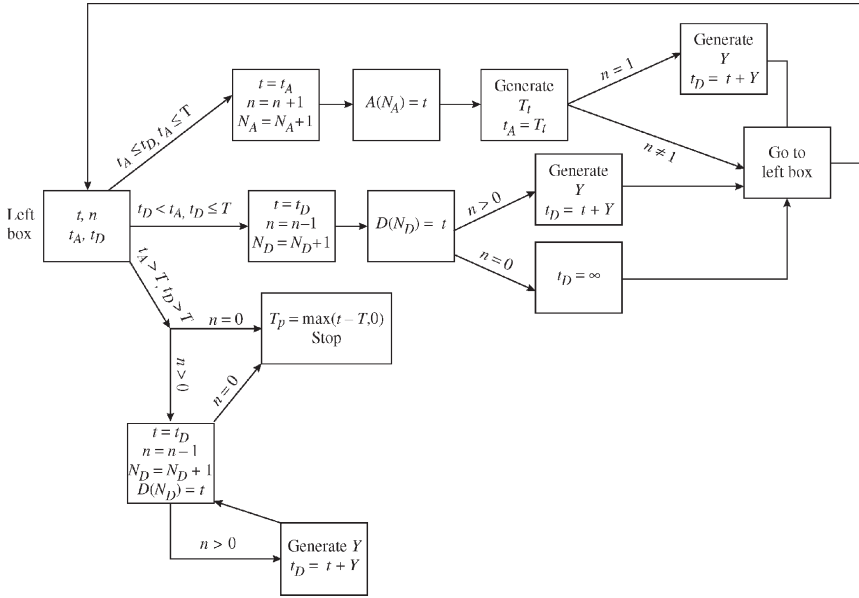 Generate
Y
t_D = t + Y
n = 1
t = t_A
n = n + 1
N_A = N_A + 1
A(N_A) = t
Generate
T_t
t_A = T_t
t_A ≤ t_D, t_A ≤ T
n ≠ 1
Go to
left box
Left
box
t, n
t_A, t_D
t_D < t_A, t_D ≤ T
t = t_D
n = n–1
N_D = N_D + 1
D(N_D) = t
n > 0
Generate
Y
t_D = t + Y
n = 0
t_D = ∞
t_A > T, t_D > T
n = 0
T_p = max(t – T,0)
Stop
n > 0
n = 0
t = t_D
n = n – 1
N_D = N_D + 1
D(N_D) = t
n > 0
Generate Y
t_D = t + Y